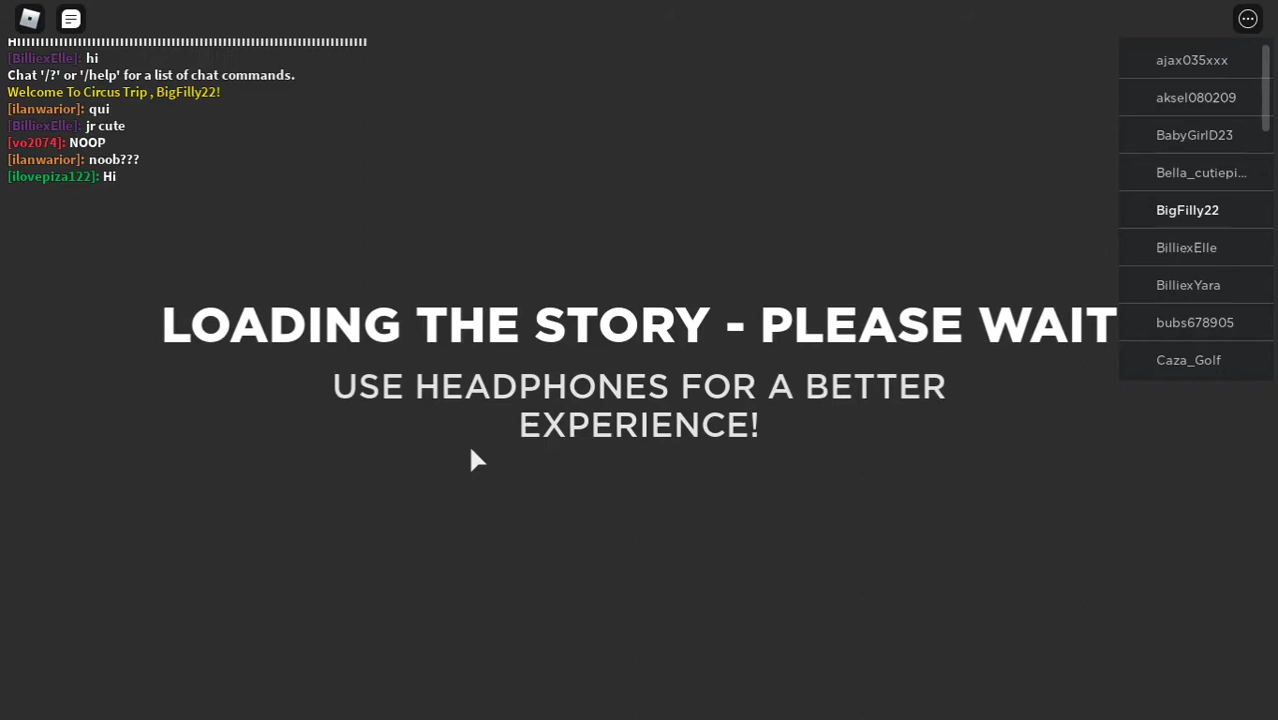 [BilliexElle]: hi
Chat '/?' or '/help' for a list of chat commands.
Welcome To Circus Trip , BigFilly22!
[ilanwarior]: qui
[BilliexElle]: jr cute
[vo2074]: NOOP
[ilanwarior]: noob???
[ilovepiza122]: Hi
LOADING THE STORY - PLEASE WAIT
USE HEADPHONES FOR A BETTER
EXPERIENCE!
ajax035xxx
aksel080209
BabyGirlD23
Bella_cutiepi...
BigFilly22
BilliexElle
BilliexYara
bubs678905
Caza_Golf